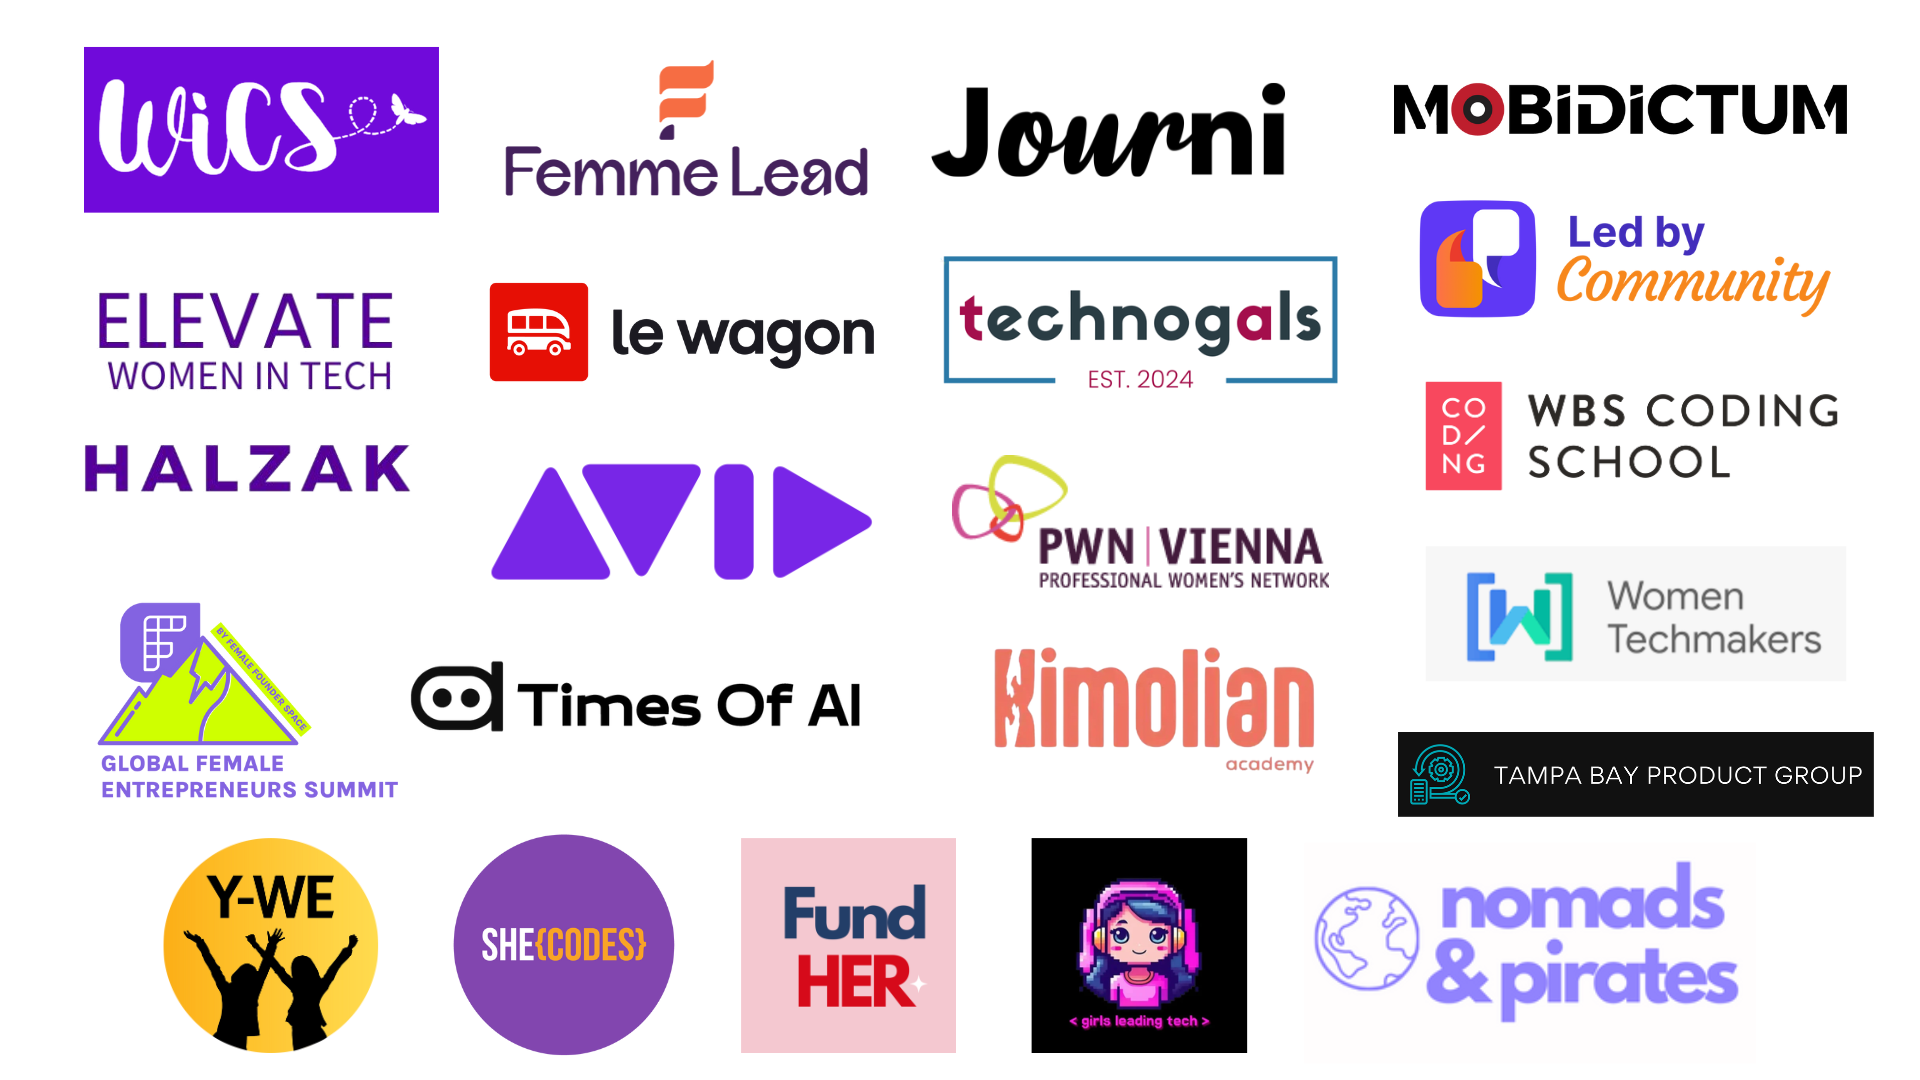 WiCS
Femme Lead
Journi
MOBiDiCTUM
Led by
Community
ELEVATE
WOMEN IN TECH
le wagon
technogals
EST. 2024
CO
D/
NG
WBS CODING
SCHOOL
HALZAK
AVID
PWN | VIENNA
PROFESSIONAL WOMEN'S NETWORK
Women
Techmakers
F
BY FEMALE FOUNDER SPACE
GLOBAL FEMALE
ENTREPRENEURS SUMMIT
Times Of AI
Kimolian
academy
TAMPA BAY PRODUCT GROUP
Y-WE
SHE{CODES}
Fund
HER
< girls leading tech >
nomads
& pirates